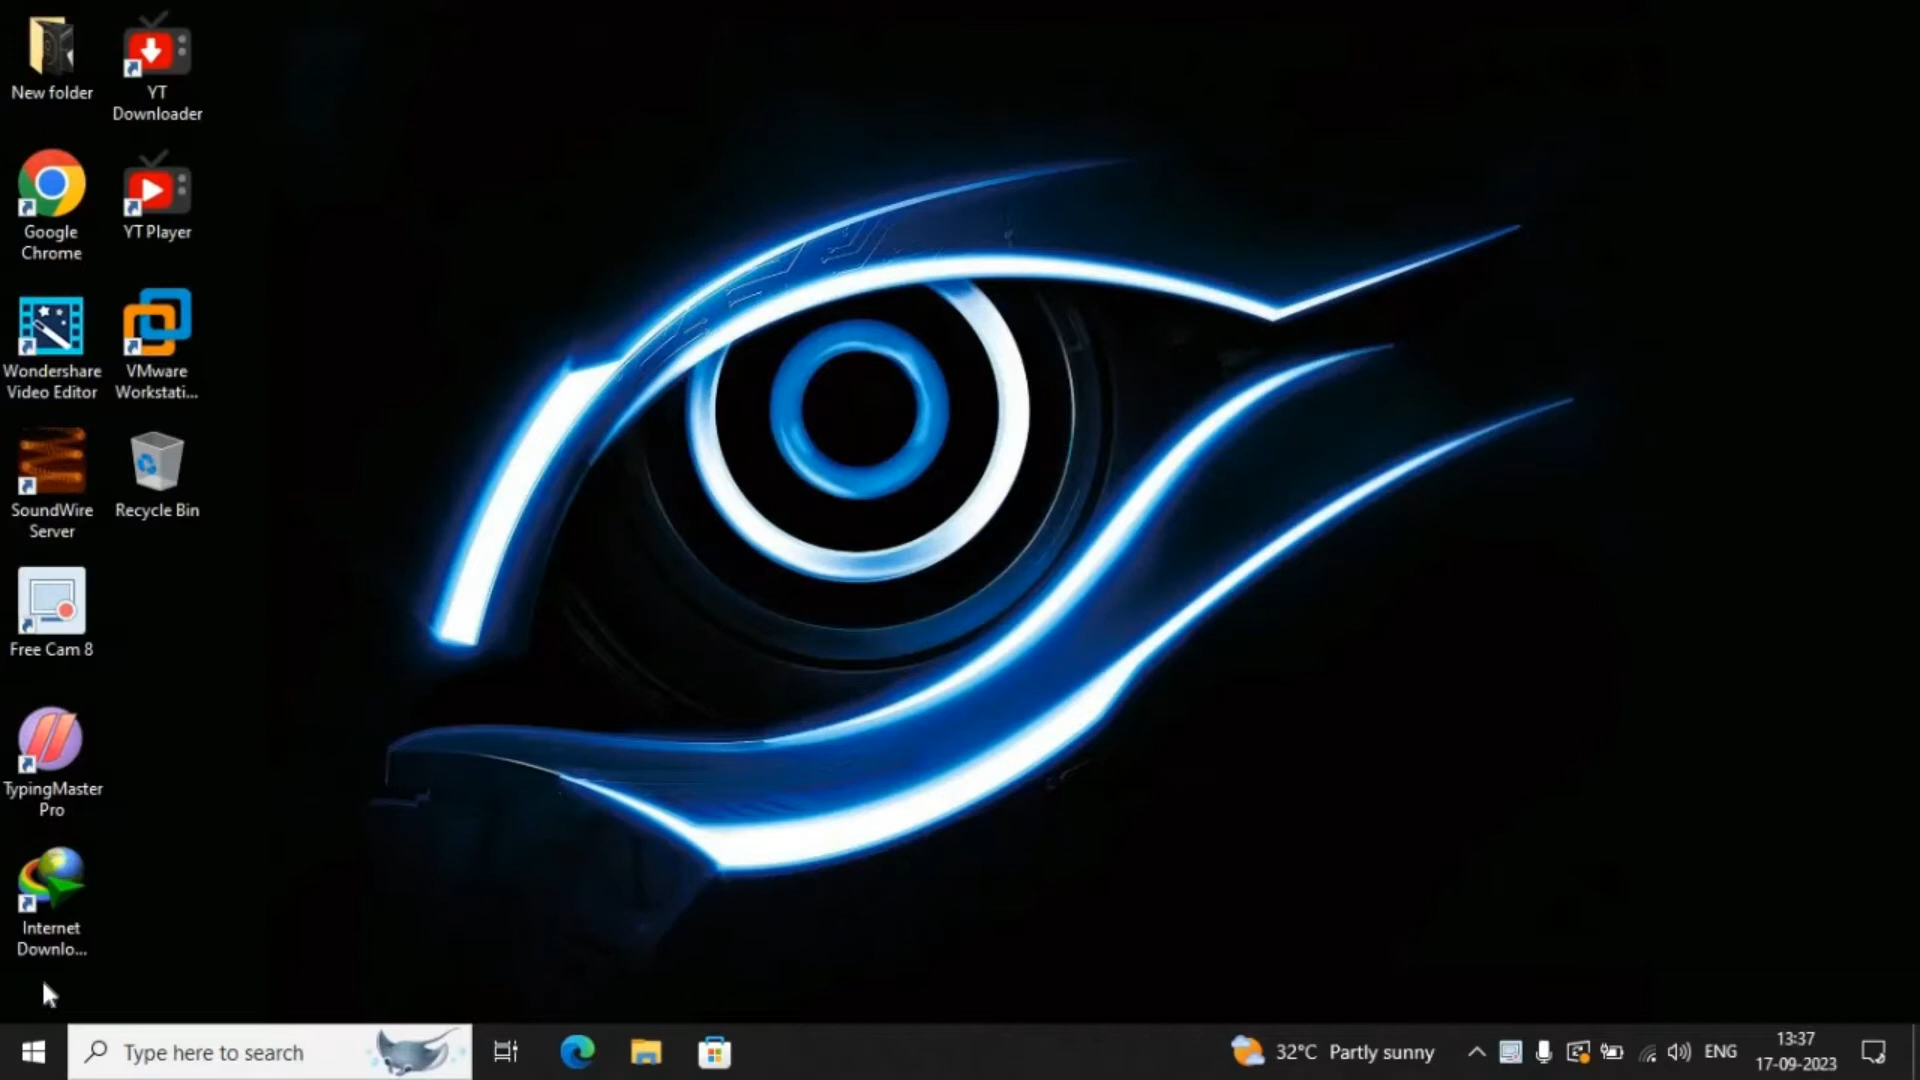 New folder
YT
Downloader
Google
Chrome
YT Player
Wondershare
Video Editor
VMware
Workstati...
SoundWire
Server
Recycle Bin
Free Cam 8
TypingMaster
Pro
Internet
Downlo...
Type here to search
32°C Partly sunny
ENG
13:37
17-09-2023